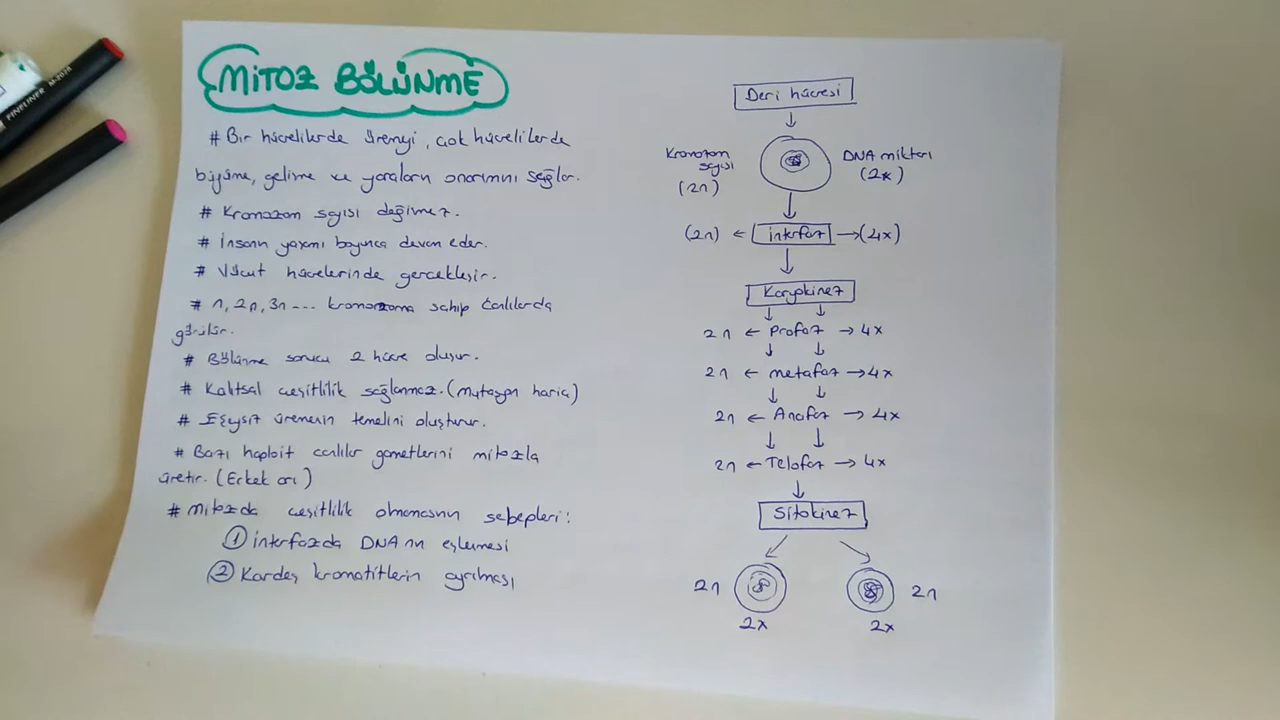 MİTOZ BÖLÜNME
# Bir hücrelilerde üremeyi, çok hücrelilerde
büyüme, gelişme ve yaraların onarımını sağlar.
# Kromozom sayısı değişmez.
# İnsanın yaşamı boyunca devam eder.
# Vücut hücrelerinde gerçekleşir.
# n, 2n, 3n --- kromozoma sahip canlılarda
görülür.
# Bölünme sonucu 2 hücre oluşur.
# Kalıtsal çeşitlilik sağlanmaz. (mutasyon hariç)
# Eşeysiz üremenin temelini oluşturur.
# Bazı haploit canlılar gametlerini mitozla
üretir. (Erkek arı)
# Mitozda çeşitlilik olmamasının sebepleri:
① İnterfazda DNA'nın eşlenmesi
② Kardeş kromatitlerin ayrılması
FINELINER
Deri hücresi
↓
Kromozom
sayısı
(2n)
DNA miktarı
(2x)
↓
(2n) ← İnterfaz → (4x)
↓
Karyokinez
↓ ↓
2n ← Profaz → 4x
↓ ↓
2n ← metafaz → 4x
↓ ↓
2n ← Anafaz → 4x
↓ ↓
2n ← Telofaz → 4x
↓
Sitokinez
2n 2n
2x 2x